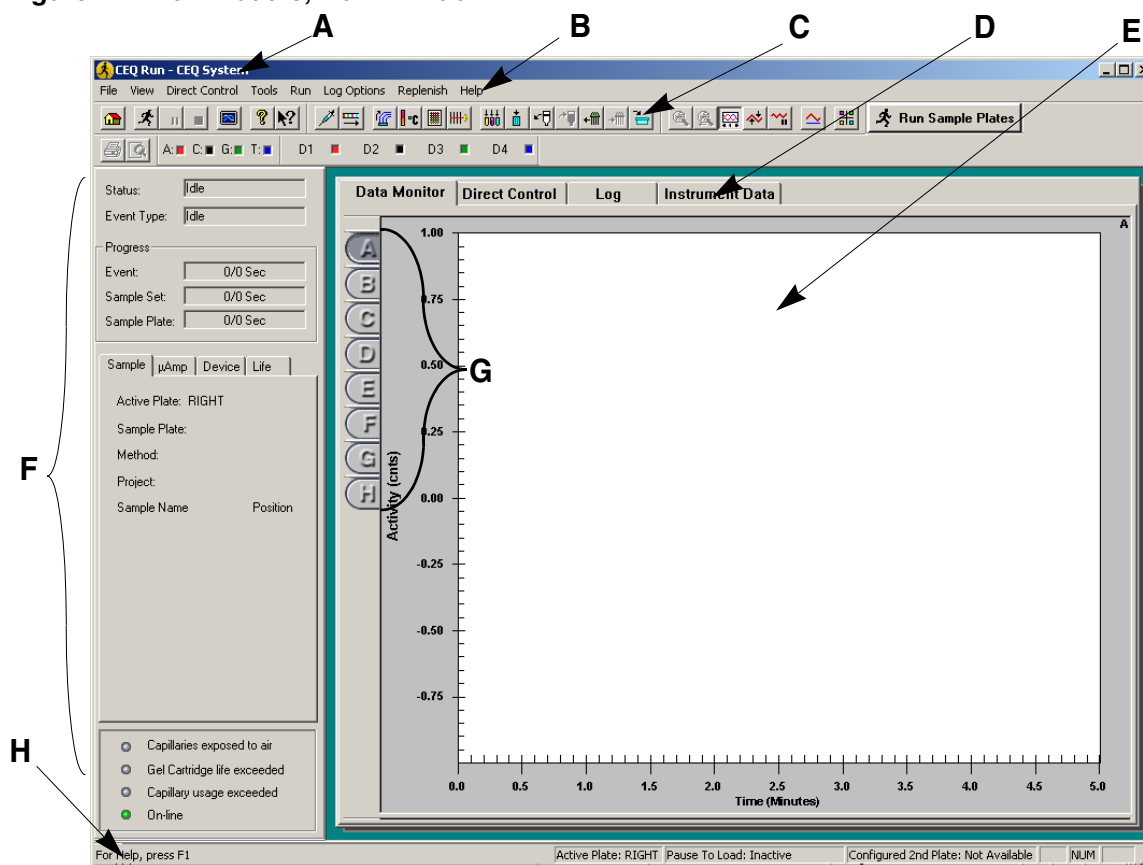 A B C D E
CEQ Run - CEQ System
File View Direct Control Tools Run Log Options Replenish Help
Run Sample Plates
A: C: G: T: D1 D2 D3 D4
Status: Idle
Event Type: Idle
Progress
Event: 0/0 Sec
Sample Set: 0/0 Sec
Sample Plate: 0/0 Sec
Sample µAmp Device Life
Active Plate: RIGHT
Sample Plate:
Method:
Project:
Sample Name Position
F
Capillaries exposed to air
Gel Cartridge life exceeded
Capillary usage exceeded
On-line
H
Data Monitor Direct Control Log Instrument Data
A
A
B
C
D
E
F
G
H
G
1.00
0.75
0.50
0.25
0.00
-0.25
-0.50
-0.75
Activity (cnts)
0.0 0.5 1.0 1.5 2.0 2.5 3.0 3.5 4.0 4.5 5.0
Time (Minutes)
For Help, press F1 Active Plate: RIGHT Pause To Load: Inactive Configured 2nd Plate: Not Available NUM